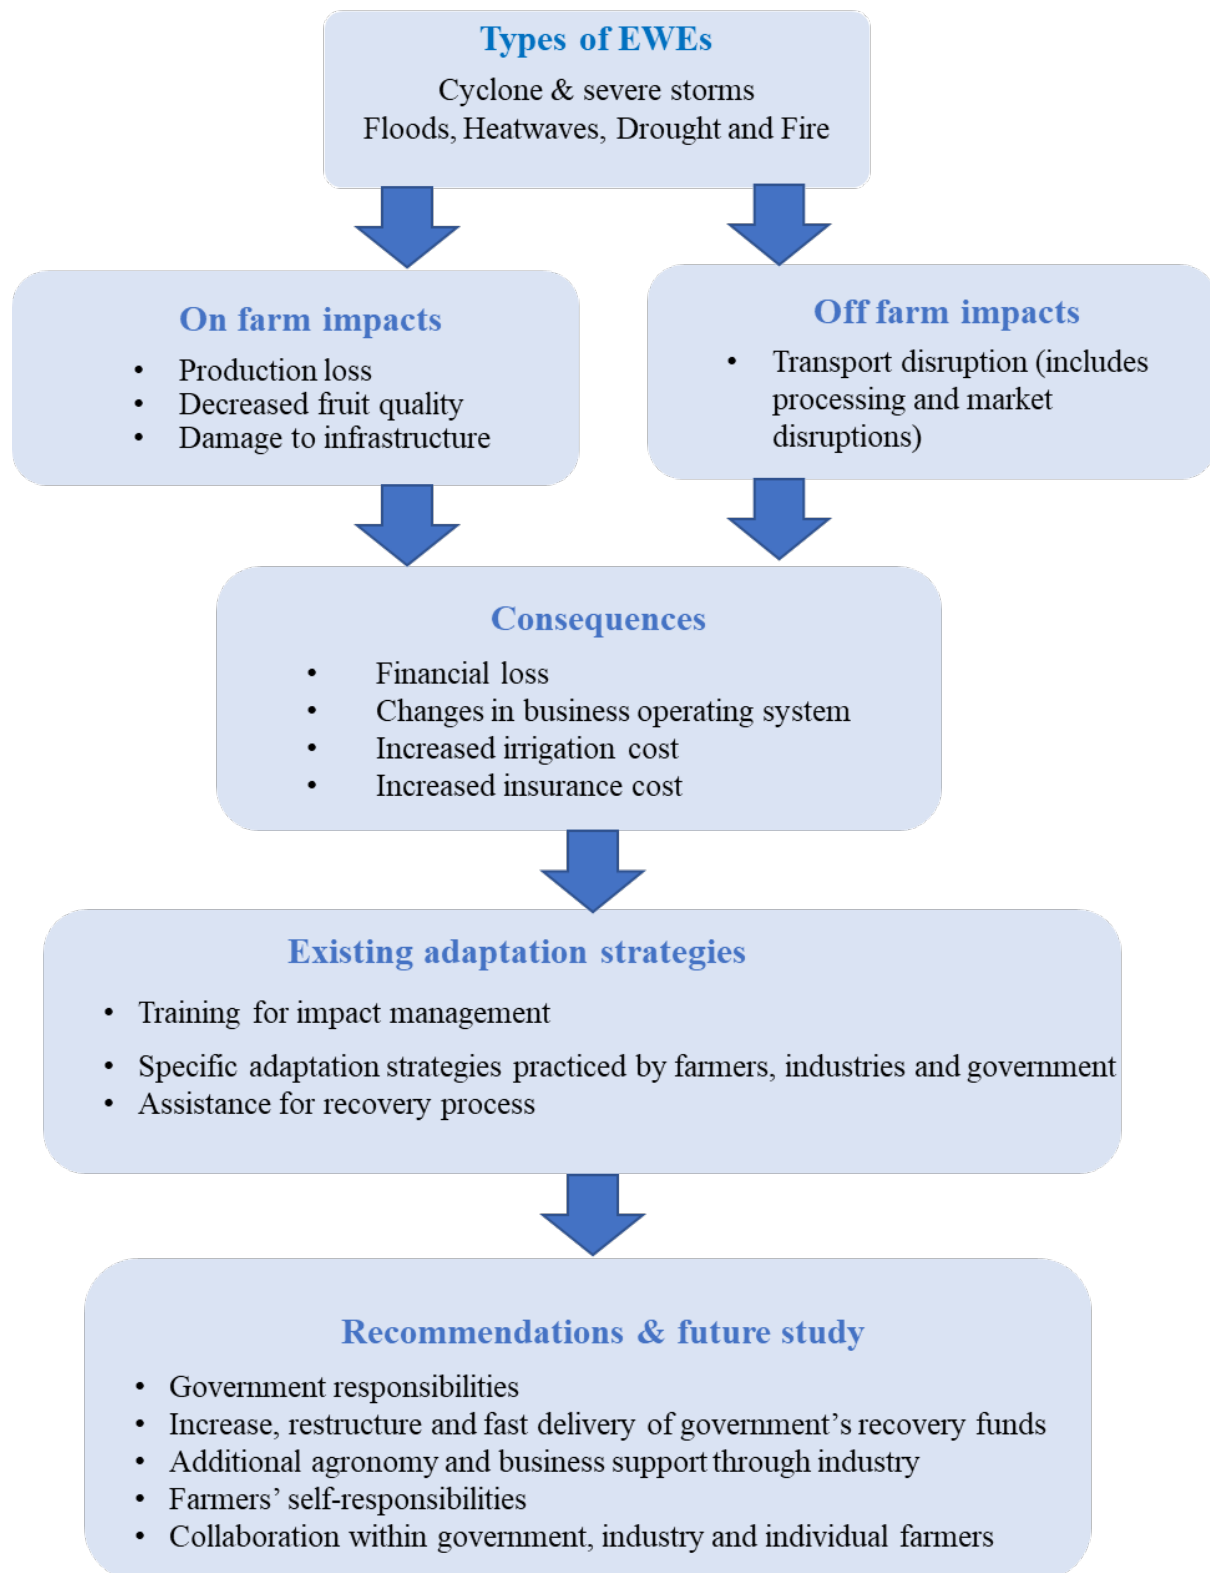 Types of EWEs
Cyclone & severe storms
Floods, Heatwaves, Drought and Fire
On farm impacts
• Production loss
• Decreased fruit quality
• Damage to infrastructure
Off farm impacts
• Transport disruption (includes
processing and market
disruptions)
Consequences
• Financial loss
• Changes in business operating system
• Increased irrigation cost
• Increased insurance cost
Existing adaptation strategies
• Training for impact management
• Specific adaptation strategies practiced by farmers, industries and government
• Assistance for recovery process
Recommendations & future study
• Government responsibilities
• Increase, restructure and fast delivery of government’s recovery funds
• Additional agronomy and business support through industry
• Farmers’ self-responsibilities
• Collaboration within government, industry and individual farmers